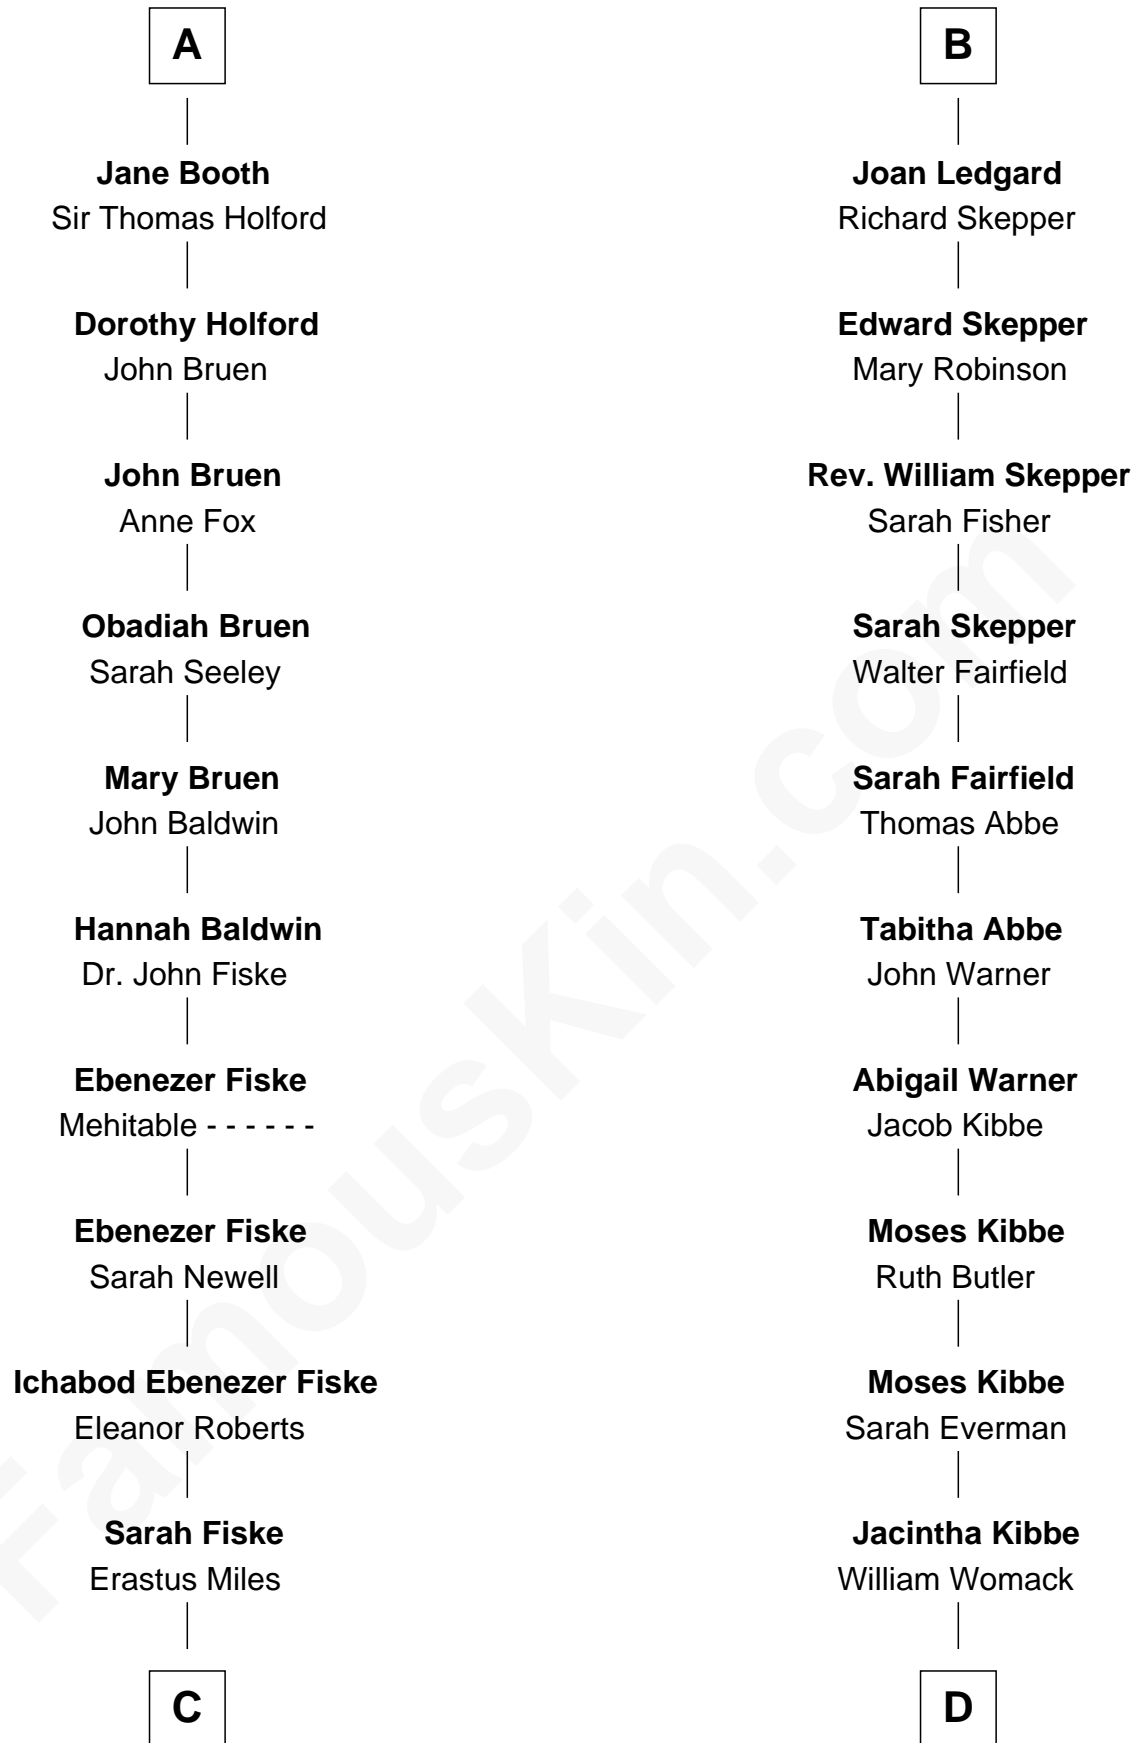 A
Jane Booth
Sir Thomas Holford
Dorothy Holford
John Bruen
John Bruen
Anne Fox
Obadiah Bruen
Sarah Seeley
Mary Bruen
John Baldwin
Hannah Baldwin
Dr. John Fiske
Ebenezer Fiske
Mehitable - - - - - -
Ebenezer Fiske
Sarah Newell
Ichabod Ebenezer Fiske
Eleanor Roberts
Sarah Fiske
Erastus Miles
C
B
Joan Ledgard
Richard Skepper
Edward Skepper
Mary Robinson
Rev. William Skepper
Sarah Fisher
Sarah Skepper
Walter Fairfield
Sarah Fairfield
Thomas Abbe
Tabitha Abbe
John Warner
Abigail Warner
Jacob Kibbe
Moses Kibbe
Ruth Butler
Moses Kibbe
Sarah Everman
Jacintha Kibbe
William Womack
D
FamousKin.com